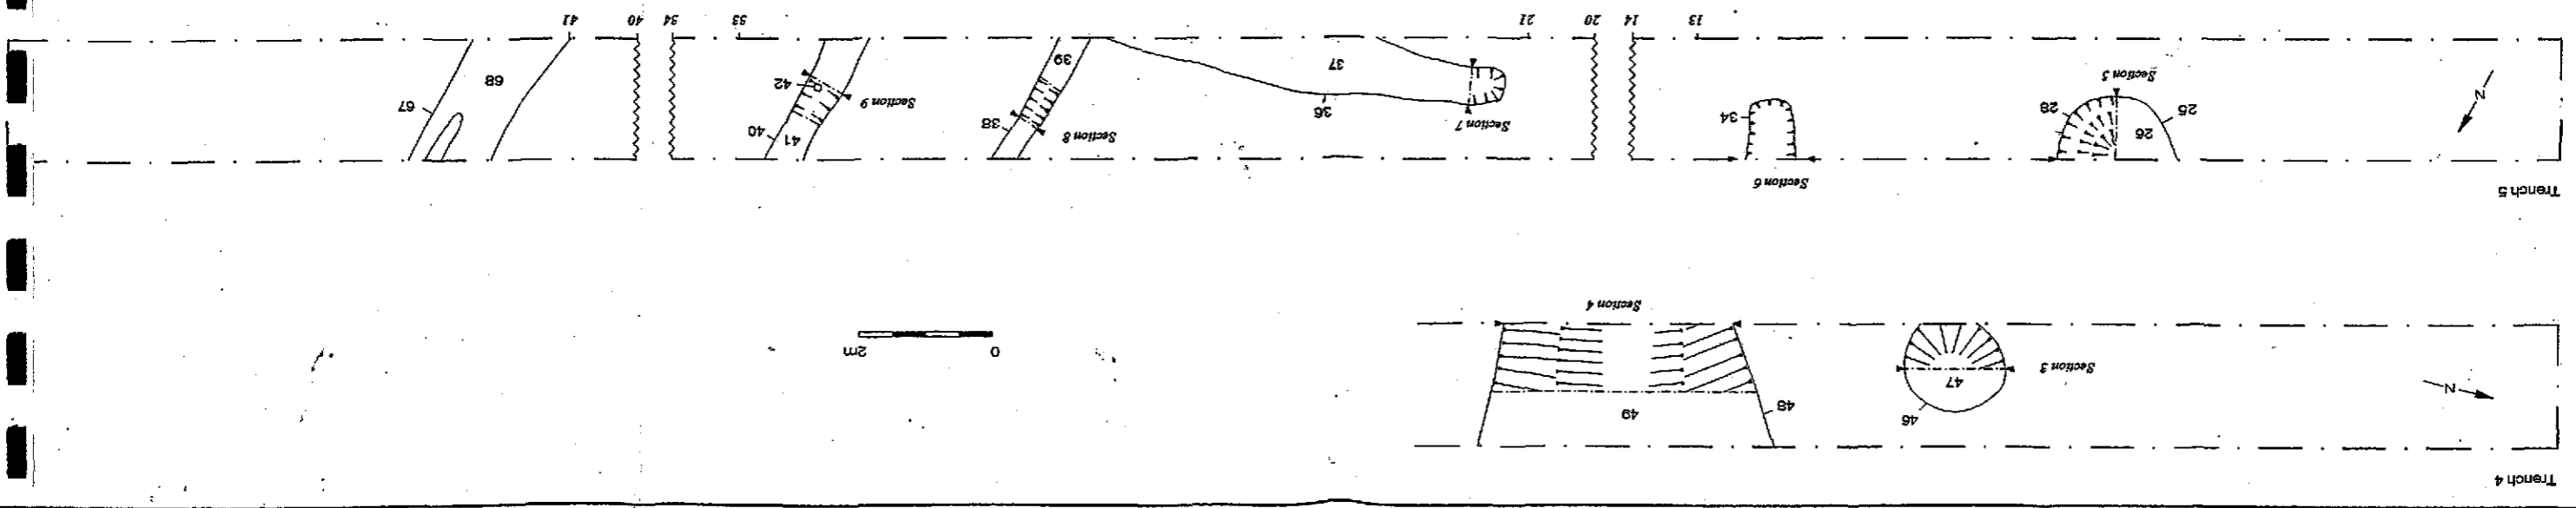 Trench 4
46
48
49
N
Section 3
47
0 2m
Section 4
Trench 5
Section 6
25
26
28
34
Section 5
N
Section 7
36
37
Section 8
38
39
Section 9
40
41
42
67
68
13 14 20 21 33 34 40 41